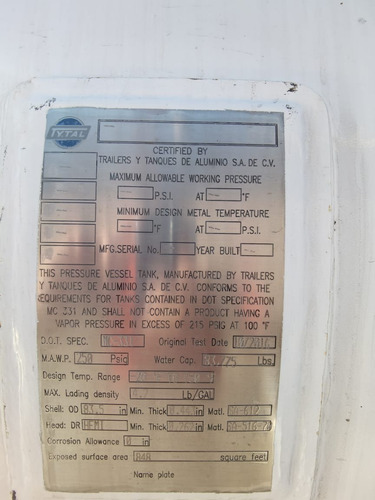 TYTAL
CERTIFIED BY
TRAILERS Y TANQUES DE ALUMINIO S.A. DE C.V.
MAXIMUM ALLOWABLE WORKING PRESSURE
P.S.I. AT °F
MINIMUM DESIGN METAL TEMPERATURE
°F AT P.S.I.
MFG.SERIAL No. YEAR BUILT
THIS PRESSURE VESSEL TANK, MANUFACTURED BY TRAILERS
Y TANQUES DE ALUMINIO S.A. DE C.V. CONFORMS TO THE
REQUIREMENTS FOR TANKS CONTAINED IN DOT SPECIFICATION
MC 331 AND SHALL NOT CONTAIN A PRODUCT HAVING A
VAPOR PRESSURE IN EXCESS OF 215 PSIG AT 100 °F
D.O.T. SPEC. Original Test Date
M.A.W.P. 250 Psig Water Cap. Lbs.
Design Temp. Range
MAX. Lading density Lb/GAL
Shell: OD 83.5 in Min. Thick in Matl.
Head: DR HEMI Min. Thick in Matl.
Corrosion Allowance 0 in
Exposed surface area 848 square feet
Name plate